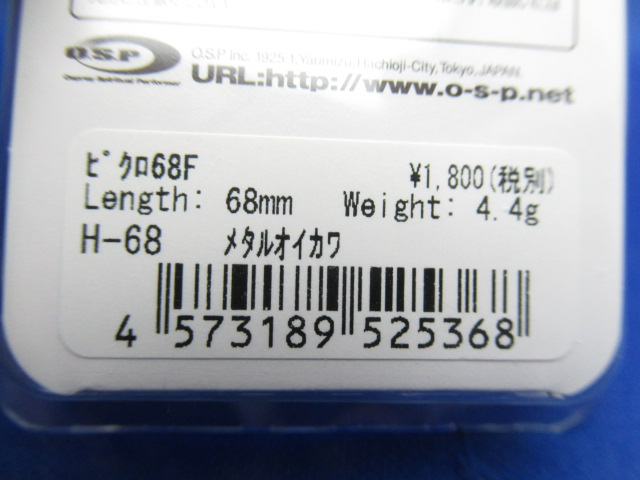 O.S.P
O.S.P Inc. 1925-1, Yarimizu, Hachioji-City, Tokyo, JAPAN.
URL:http://www.o-s-p.net
ﾋﾟｸﾛ68F ¥1,800(税別)
Length: 68mm Weight: 4.4g
H-68 ﾒﾀﾙオイカワ
4 573189 525368